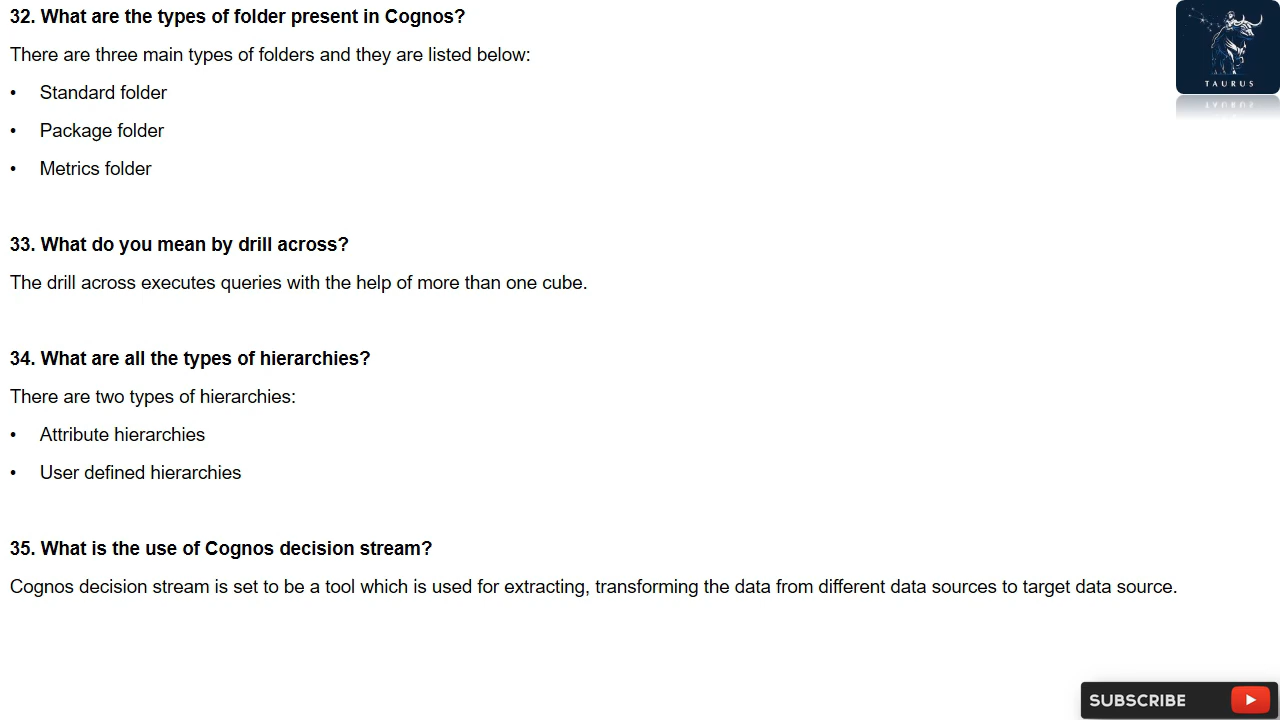 32. What are the types of folder present in Cognos?
There are three main types of folders and they are listed below:
• Standard folder
• Package folder
• Metrics folder
33. What do you mean by drill across?
The drill across executes queries with the help of more than one cube.
34. What are all the types of hierarchies?
There are two types of hierarchies:
• Attribute hierarchies
• User defined hierarchies
35. What is the use of Cognos decision stream?
Cognos decision stream is set to be a tool which is used for extracting, transforming the data from different data sources to target data source.
TAURUS
SUBSCRIBE